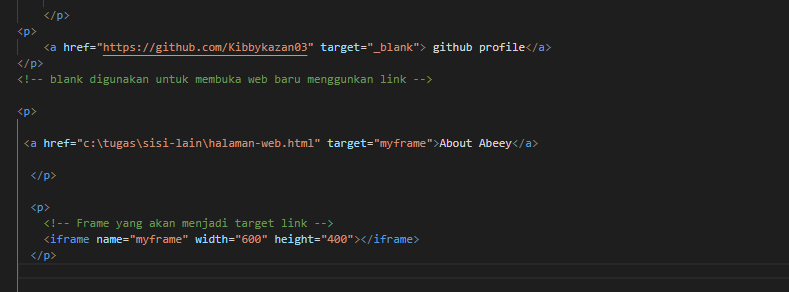 </p>
<p>
<a href="https://github.com/Kibbykazan03" target="_blank"> github profile</a>
</p>
<!-- blank digunakan untuk membuka web baru menggunkan link -->
<p>
<a href="c:\tugas\sisi-lain\halaman-web.html" target="myframe">About Abeey</a>
</p>
<p>
<!-- Frame yang akan menjadi target link -->
<iframe name="myframe" width="600" height="400"></iframe>
</p>